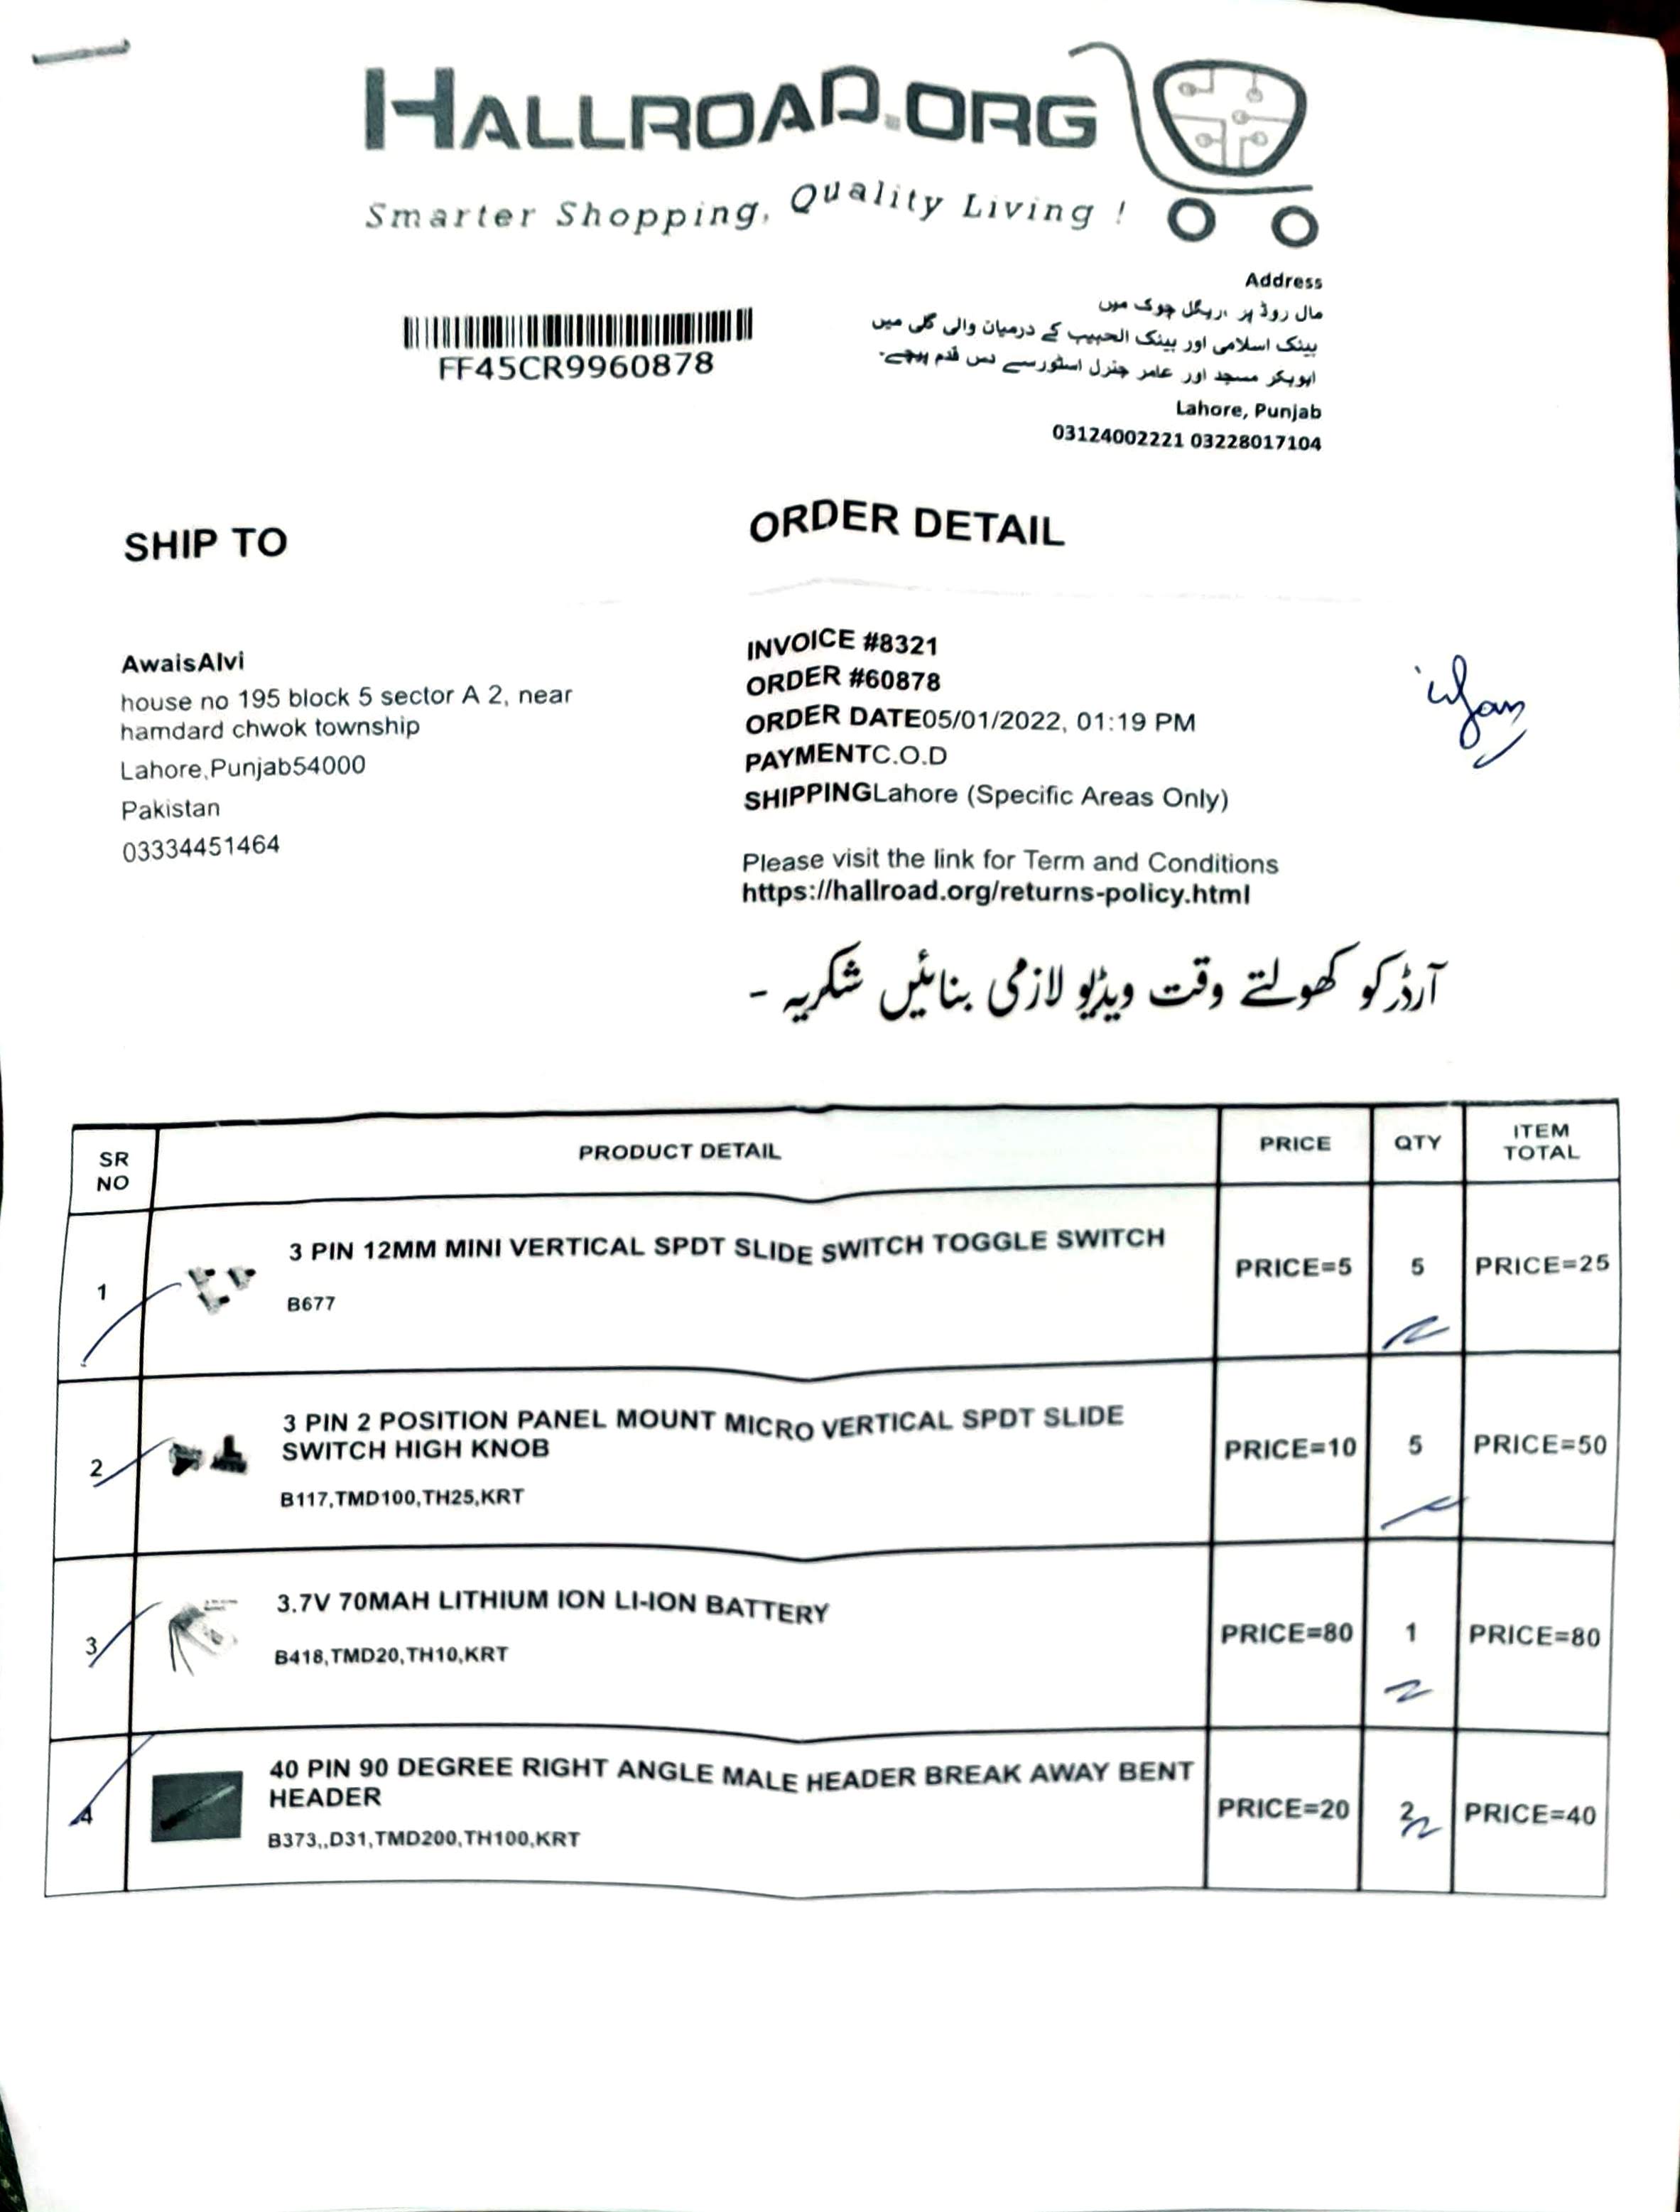 HALLROAD.ORG
Smarter Shopping, Quality Living !
FF45CR9960878
Address
مال روڈ پر ،ریگل چوک میں
بینک اسلامی اور بینک الحبیب کے درمیان والی گلی میں
ابوبکر مسجد اور عامر جنرل اسٹورسے دس قدم پیچھے۔
Lahore, Punjab
03124002221 03228017104
SHIP TO
AwaisAlvi
house no 195 block 5 sector A 2, near
hamdard chwok township
Lahore,Punjab54000
Pakistan
03334451464
ORDER DETAIL
INVOICE #8321
ORDER #60878
ORDER DATE05/01/2022, 01:19 PM
PAYMENTC.O.D
SHIPPINGLahore (Specific Areas Only)
Please visit the link for Term and Conditions
https://hallroad.org/returns-policy.html
irfan
آرڈر کو کھولتے وقت ویڈیو لازمی بنائیں شکریہ -
SR NO PRODUCT DETAIL PRICE QTY ITEM TOTAL
1 3 PIN 12MM MINI VERTICAL SPDT SLIDE SWITCH TOGGLE SWITCH PRICE=5 5 PRICE=25
B677
2 3 PIN 2 POSITION PANEL MOUNT MICRO VERTICAL SPDT SLIDE
SWITCH HIGH KNOB PRICE=10 5 PRICE=50
B117,TMD100,TH25,KRT
3 3.7V 70MAH LITHIUM ION LI-ION BATTERY PRICE=80 1 PRICE=80
B418,TMD20,TH10,KRT
4 40 PIN 90 DEGREE RIGHT ANGLE MALE HEADER BREAK AWAY BENT
HEADER PRICE=20 2 PRICE=40
B373,,D31,TMD200,TH100,KRT